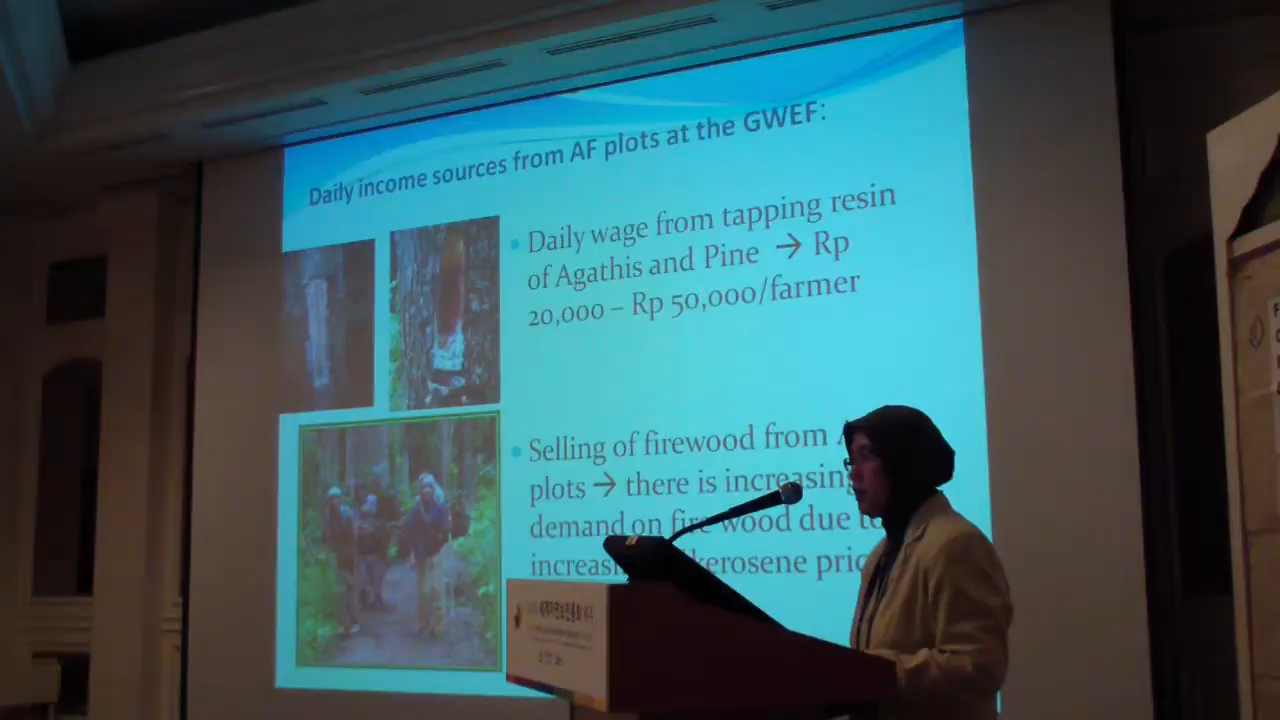 Daily income sources from AF plots at the GWEF:
Daily wage from tapping resin
of Agathis and Pine → Rp
20,000 – Rp 50,000/farmer
Selling of firewood from
plots → there is increasing
demand on fire wood due to
kerosene